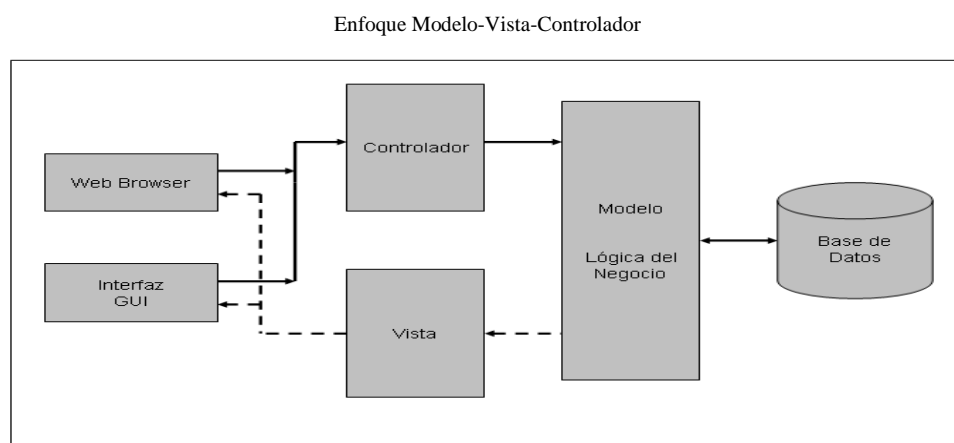 Enfoque Modelo-Vista-Controlador
Controlador
Web Browser
Modelo
Lógica del
Negocio
Base de
Datos
Interfaz
GUI
Vista